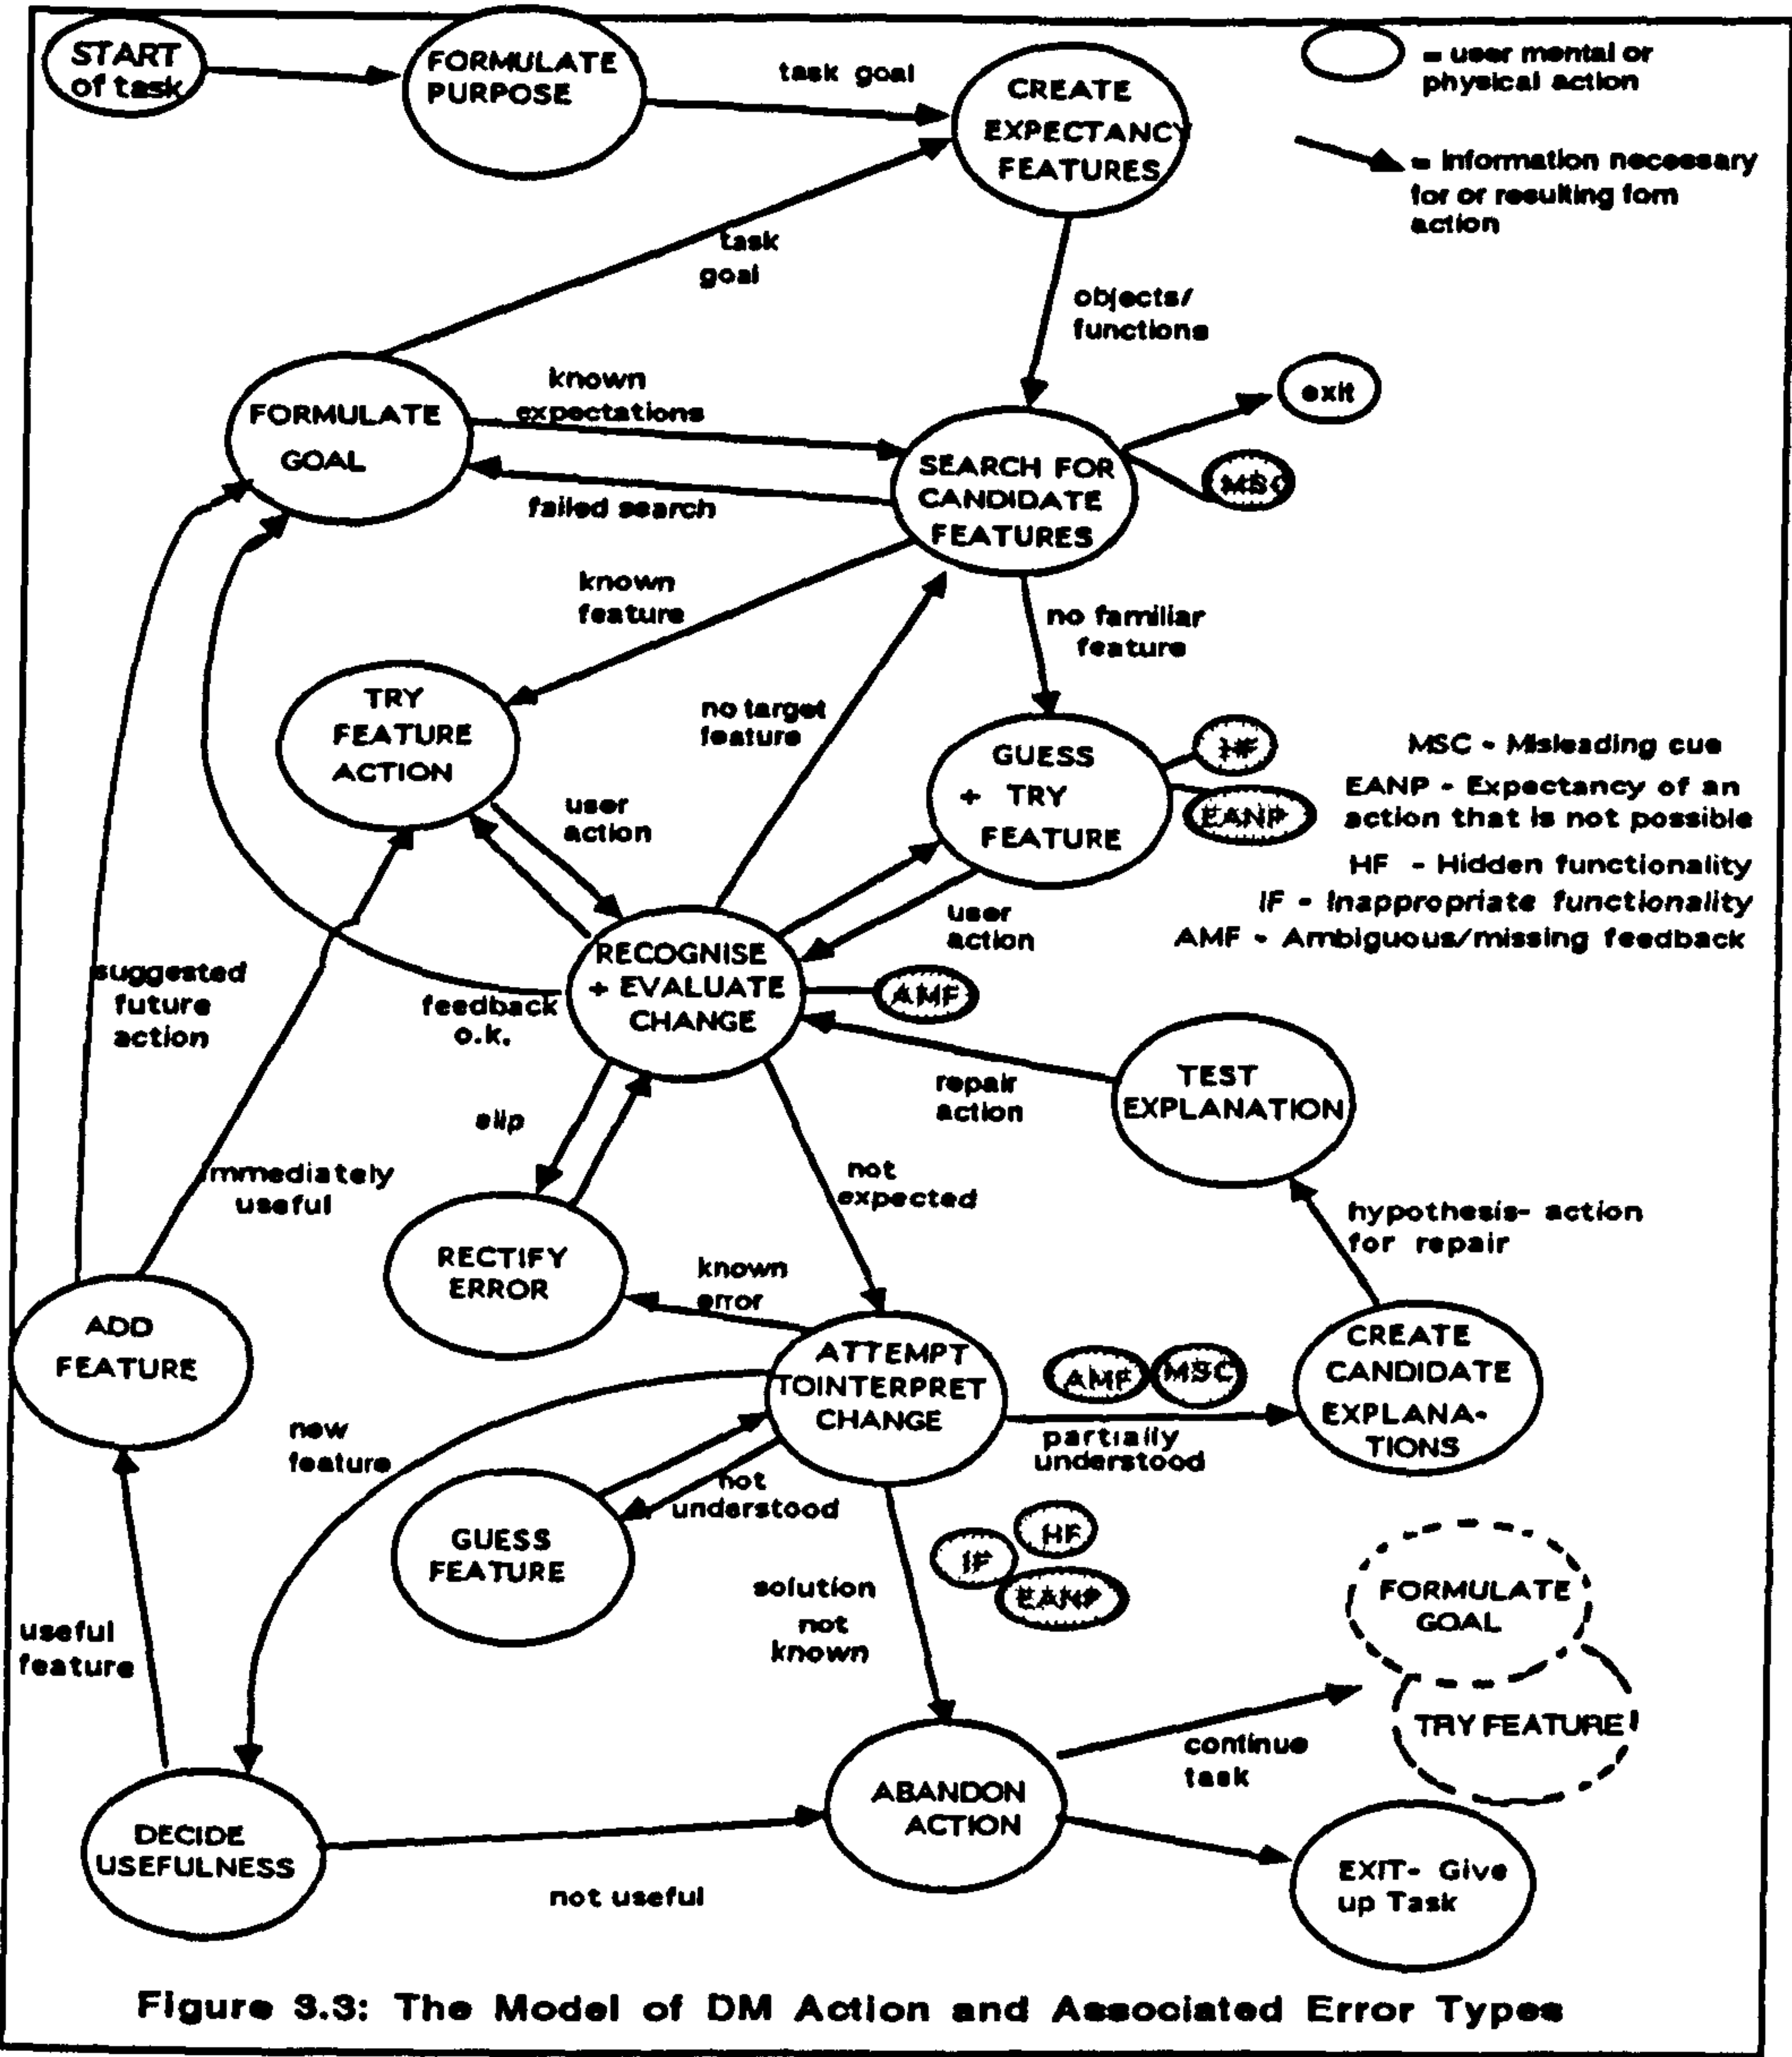 START
of task
FORMULATE
PURPOSE
task goal
CREATE
EXPECTANCY
FEATURES
= user mental or
physical action
= information necessary
for or resulting fom
action
task
goal
objects/
functions
FORMULATE
GOAL
known
expectations
failed search
SEARCH FOR
CANDIDATE
FEATURES
exit
MSC
known
feature
no familiar
feature
TRY
FEATURE
ACTION
no target
feature
user
action
GUESS
+ TRY
FEATURE
HF
EANP
MSC - Misleading cue
EANP - Expectancy of an
action that is not possible
HF - Hidden functionality
IF - Inappropriate functionality
AMF - Ambiguous/missing feedback
user
action
RECOGNISE
+ EVALUATE
CHANGE
AMF
suggested
future
action
feedback
o.k.
repair
action
TEST
EXPLANATION
slip
immediately
useful
not
expected
hypothesis- action
for repair
RECTIFY
ERROR
known
error
ADD
FEATURE
ATTEMPT
TOINTERPRET
CHANGE
AMF
MSC
partially
understood
CREATE
CANDIDATE
EXPLANA-
TIONS
new
feature
not
understood
GUESS
FEATURE
HF
IF
EANP
solution
not
known
FORMULATE
GOAL
TRY FEATURE
useful
feature
continue
task
DECIDE
USEFULNESS
not useful
ABANDON
ACTION
EXIT- Give
up Task
Figure 3.3: The Model of DM Action and Associated Error Types